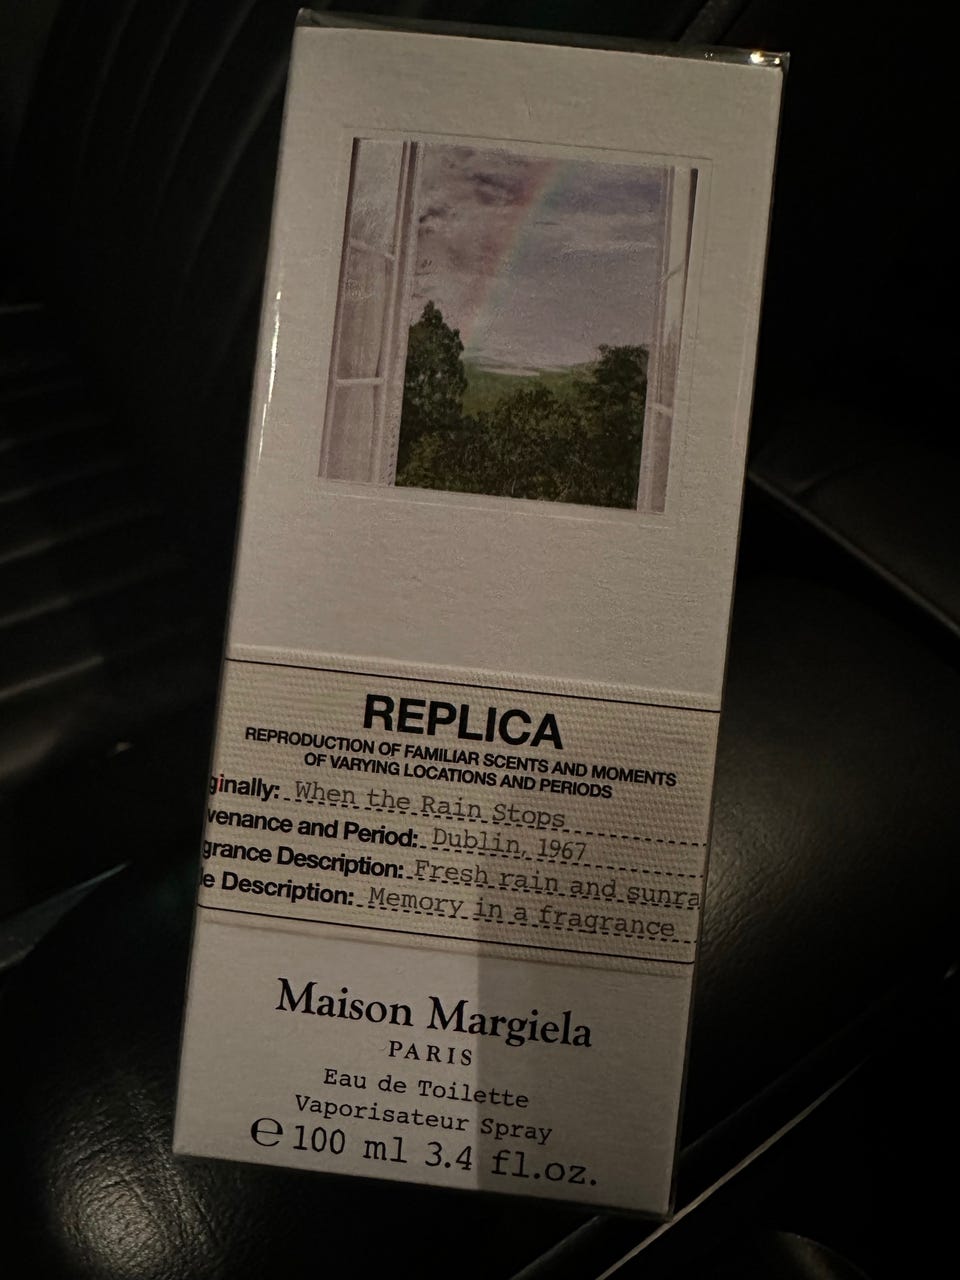 REPLICA
REPRODUCTION OF FAMILIAR SCENTS AND MOMENTS
OF VARYING LOCATIONS AND PERIODS
ginally: When the Rain Stops
venance and Period: Dublin, 1967
grance Description: Fresh rain and sunra
le Description: Memory in a fragrance
Maison Margiela
PARIS
Eau de Toilette
Vaporisateur Spray
℮ 100 ml 3.4 fl.oz.